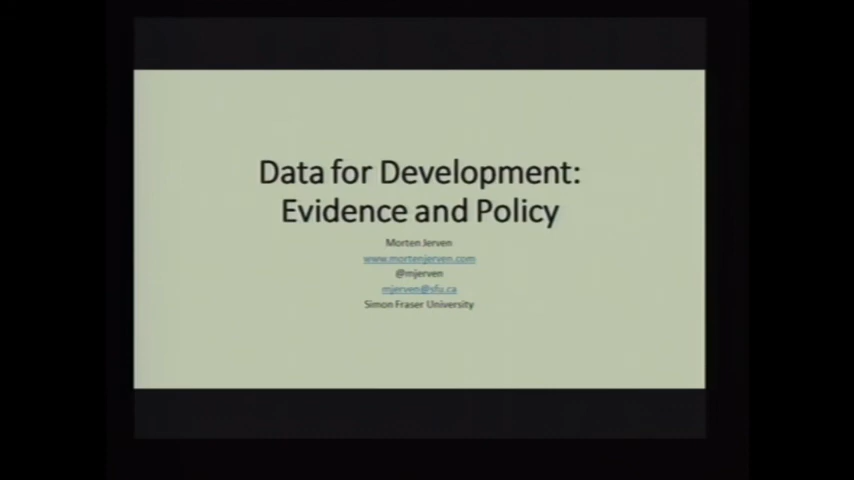 Data for Development:
Evidence and Policy
Morten Jerven
www.mortenjerven.com
@mjerven
mjerven@sfu.ca
Simon Fraser University